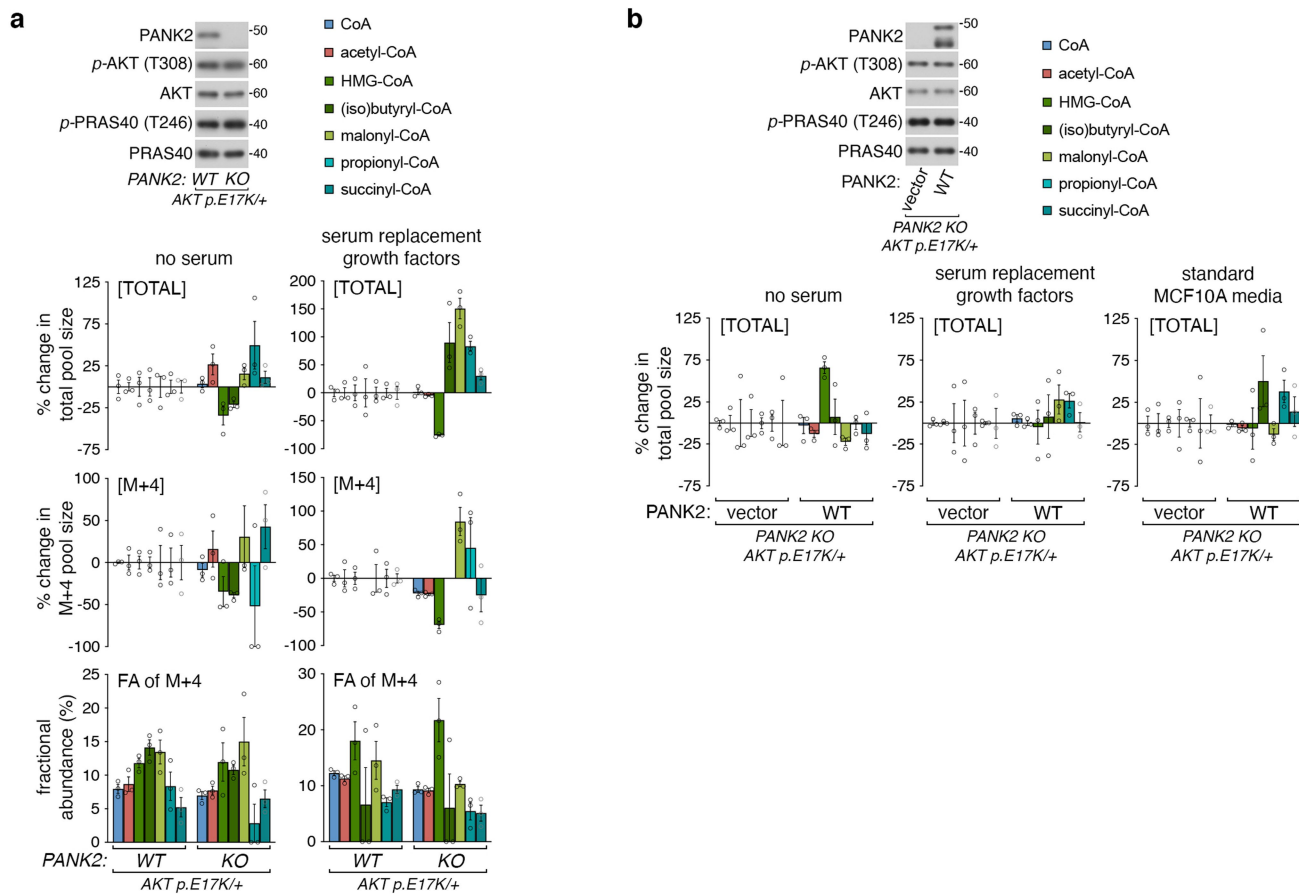 a
PANK2
-50
p-AKT (T308)
-60
AKT
-60
p-PRAS40 (T246)
-40
PRAS40
-40
PANK2: WT KO
AKT p.E17K/+
CoA
acetyl-CoA
HMG-CoA
(iso)butyryl-CoA
malonyl-CoA
propionyl-CoA
succinyl-CoA
no serum
serum replacement
growth factors
% change in
total pool size
125
75
25
-25
-75
[TOTAL]
200
150
100
50
0
-50
-100
[TOTAL]
% change in
M+4 pool size
100
50
0
-50
-100
[M+4]
150
100
50
0
-50
-100
[M+4]
fractional
abundance (%)
25
20
15
10
5
0
FA of M+4
30
20
10
0
FA of M+4
PANK2: WT KO WT KO
AKT p.E17K/+ AKT p.E17K/+
b
PANK2
-50
p-AKT (T308)
-60
AKT
-60
p-PRAS40 (T246)
-40
PRAS40
-40
PANK2: vector WT
PANK2 KO
AKT p.E17K/+
CoA
acetyl-CoA
HMG-CoA
(iso)butyryl-CoA
malonyl-CoA
propionyl-CoA
succinyl-CoA
no serum
serum replacement
growth factors
standard
MCF10A media
% change in
total pool size
125
75
25
-25
-75
[TOTAL]
125
75
25
-25
-75
[TOTAL]
125
75
25
-25
-75
[TOTAL]
PANK2: vector WT vector WT vector WT
PANK2 KO PANK2 KO PANK2 KO
AKT p.E17K/+ AKT p.E17K/+ AKT p.E17K/+